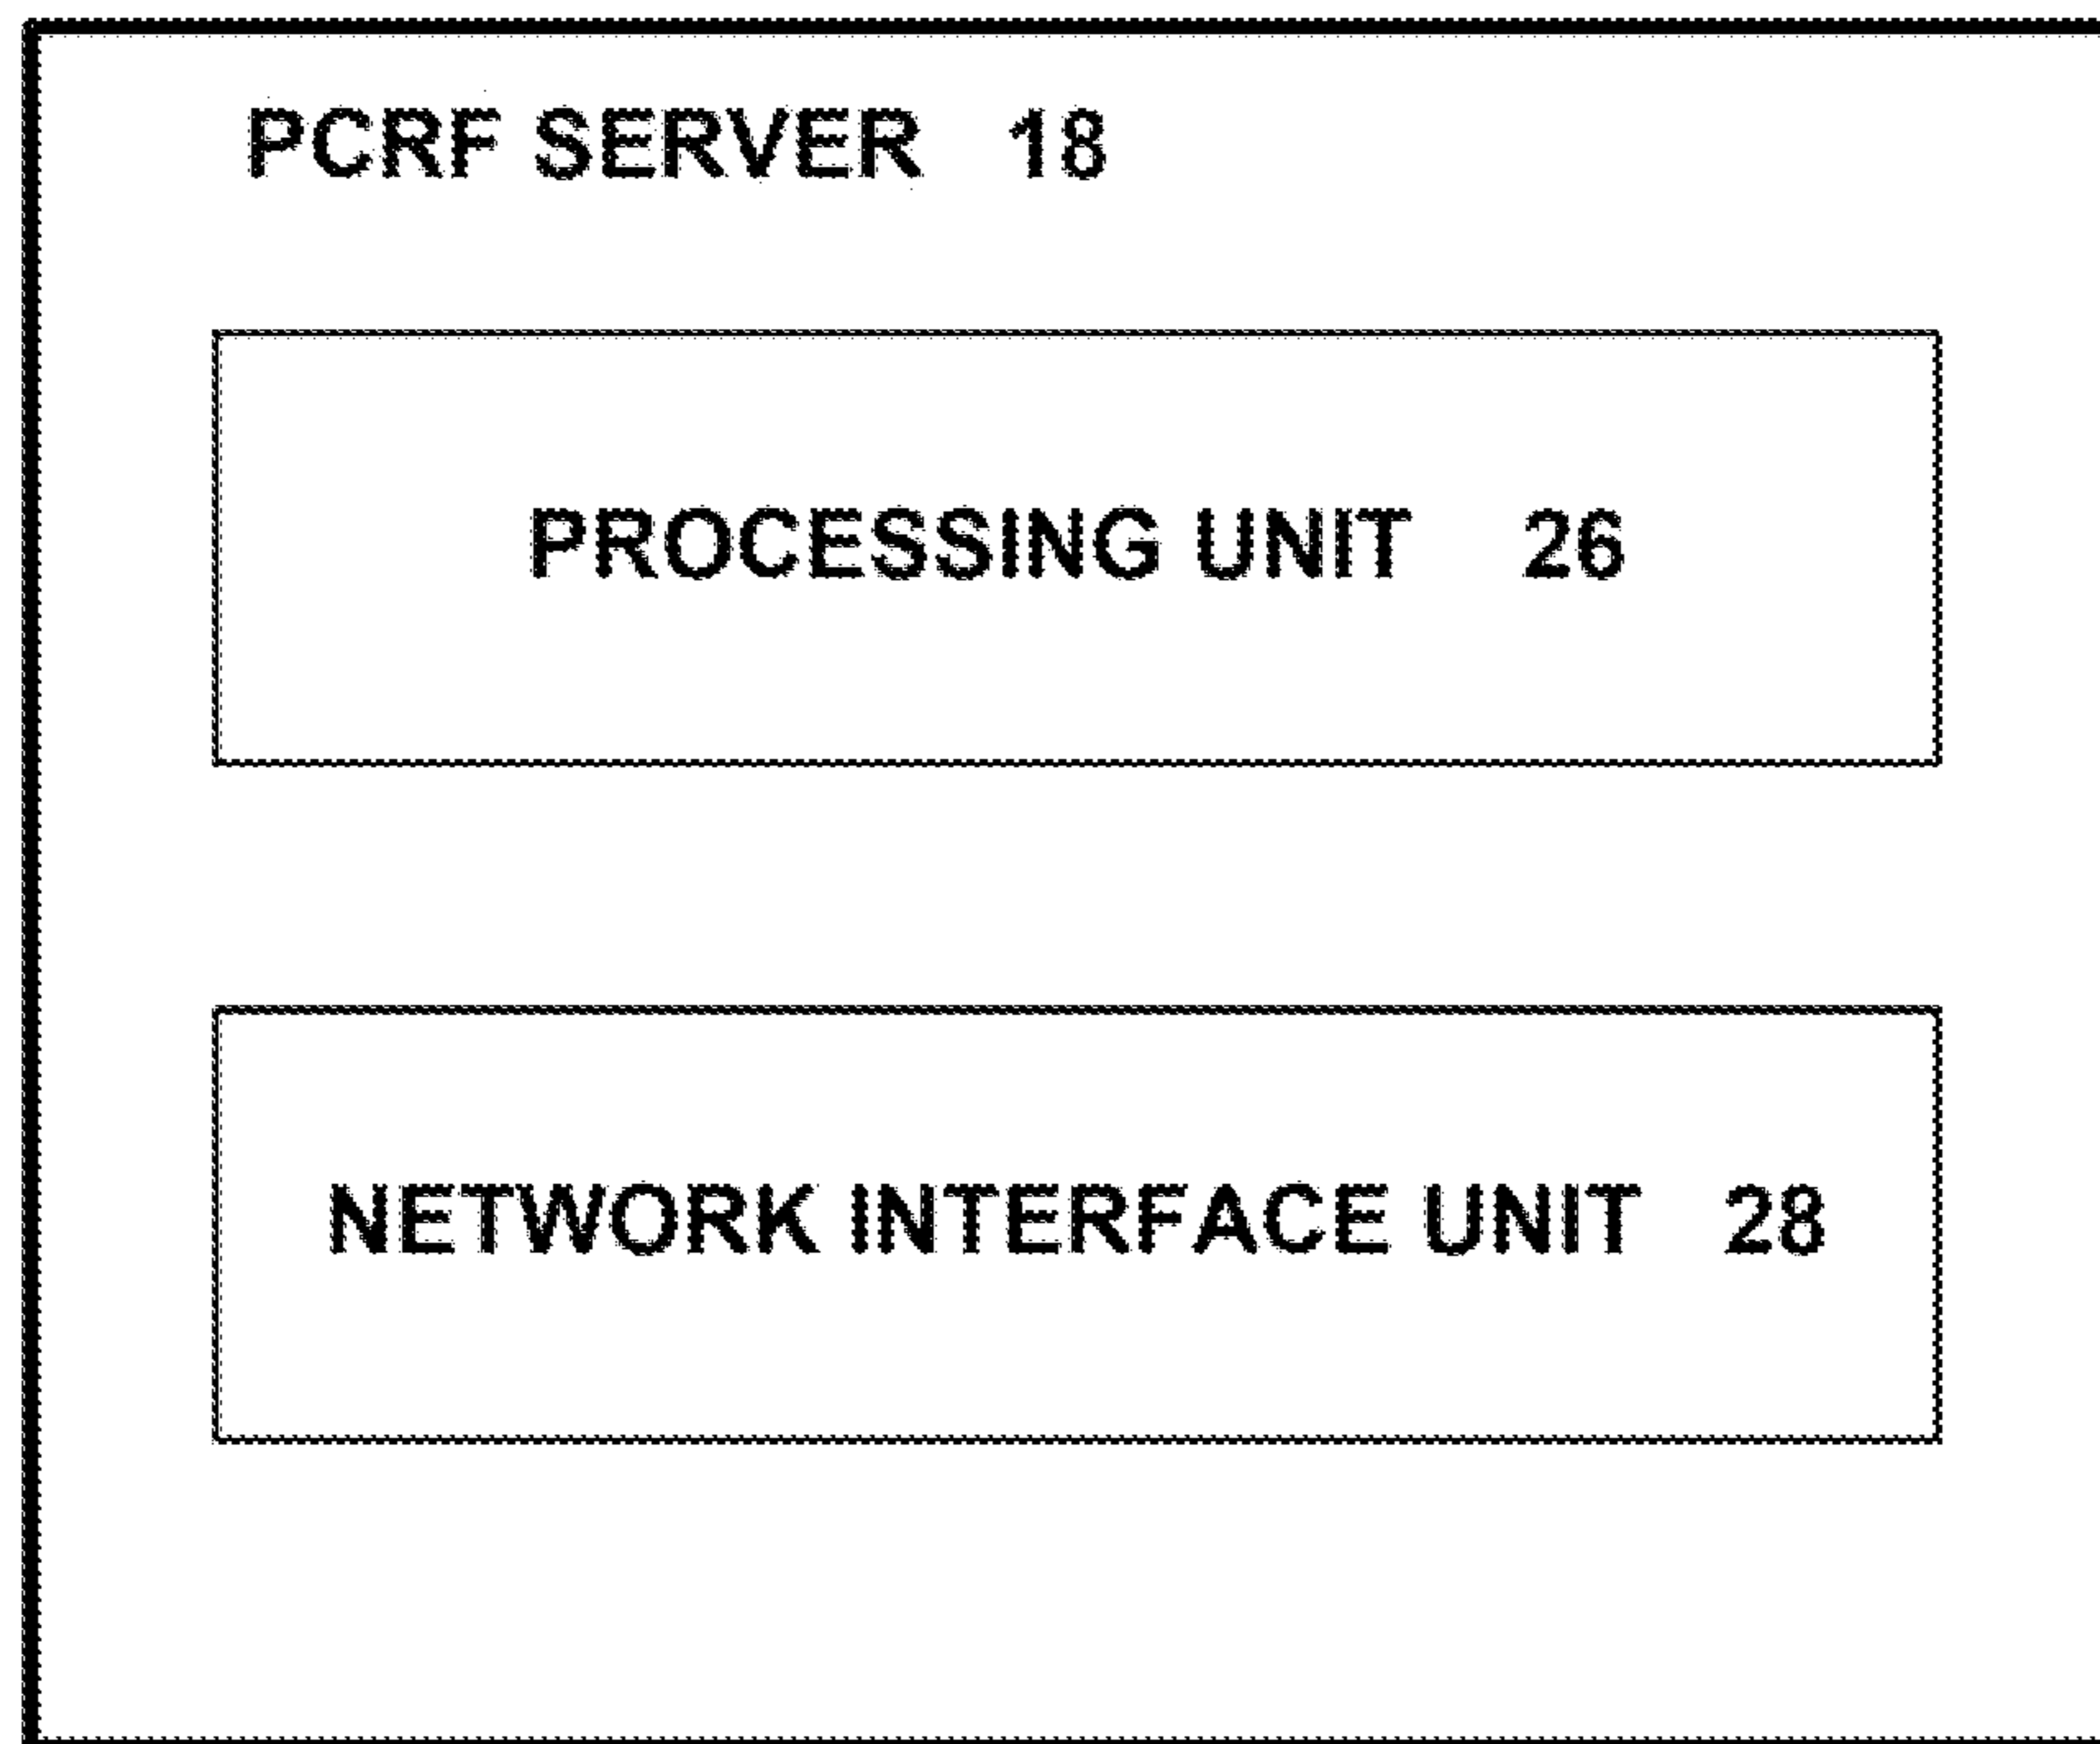 PCRF SERVER 18
PROCESSING UNIT 26
NETWORK INTERFACE UNIT 28